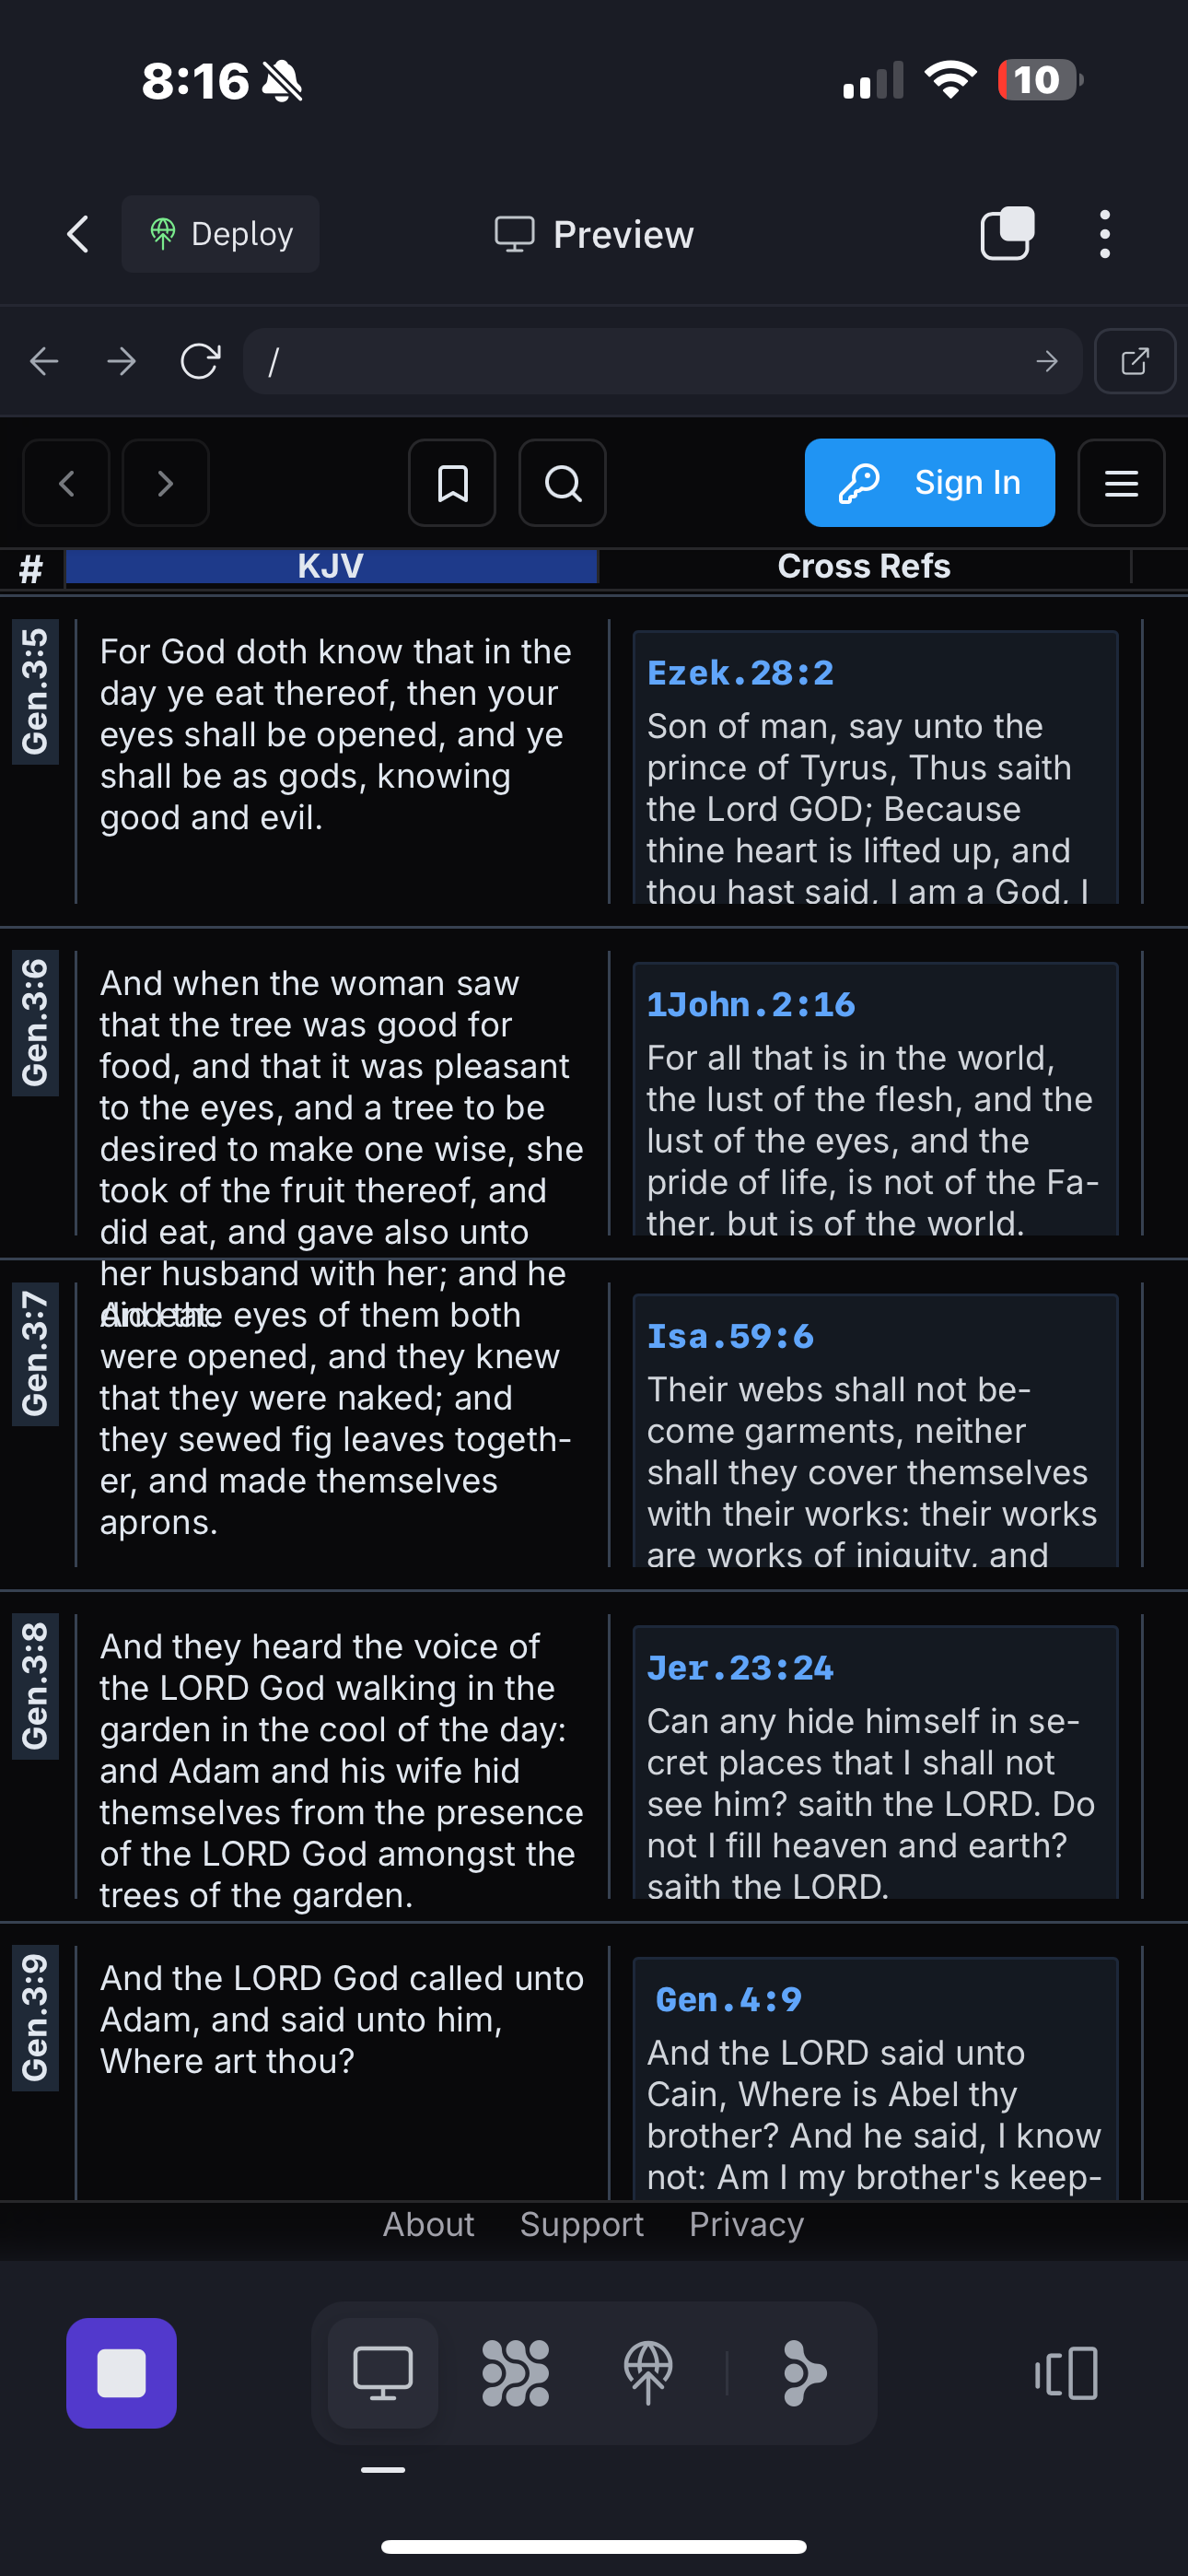 8:16
10
Deploy
Preview
/
Sign In
#
KJV
Cross Refs
Gen.3:5
For God doth know that in the
day ye eat thereof, then your
eyes shall be opened, and ye
shall be as gods, knowing
good and evil.
Ezek.28:2
Son of man, say unto the
prince of Tyrus, Thus saith
the Lord GOD; Because
thine heart is lifted up, and
thou hast said, I am a God, I
Gen.3:6
And when the woman saw
that the tree was good for
food, and that it was pleasant
to the eyes, and a tree to be
desired to make one wise, she
took of the fruit thereof, and
did eat, and gave also unto
her husband with her; and he
did eat.
1John.2:16
For all that is in the world,
the lust of the flesh, and the
lust of the eyes, and the
pride of life, is not of the Fa-
ther, but is of the world.
Gen.3:7
And the eyes of them both
were opened, and they knew
that they were naked; and
they sewed fig leaves togeth-
er, and made themselves
aprons.
Isa.59:6
Their webs shall not be-
come garments, neither
shall they cover themselves
with their works: their works
are works of iniquity, and
Gen.3:8
And they heard the voice of
the LORD God walking in the
garden in the cool of the day:
and Adam and his wife hid
themselves from the presence
of the LORD God amongst the
trees of the garden.
Jer.23:24
Can any hide himself in se-
cret places that I shall not
see him? saith the LORD. Do
not I fill heaven and earth?
saith the LORD.
Gen.3:9
And the LORD God called unto
Adam, and said unto him,
Where art thou?
Gen.4:9
And the LORD said unto
Cain, Where is Abel thy
brother? And he said, I know
not: Am I my brother's keep-
About Support Privacy